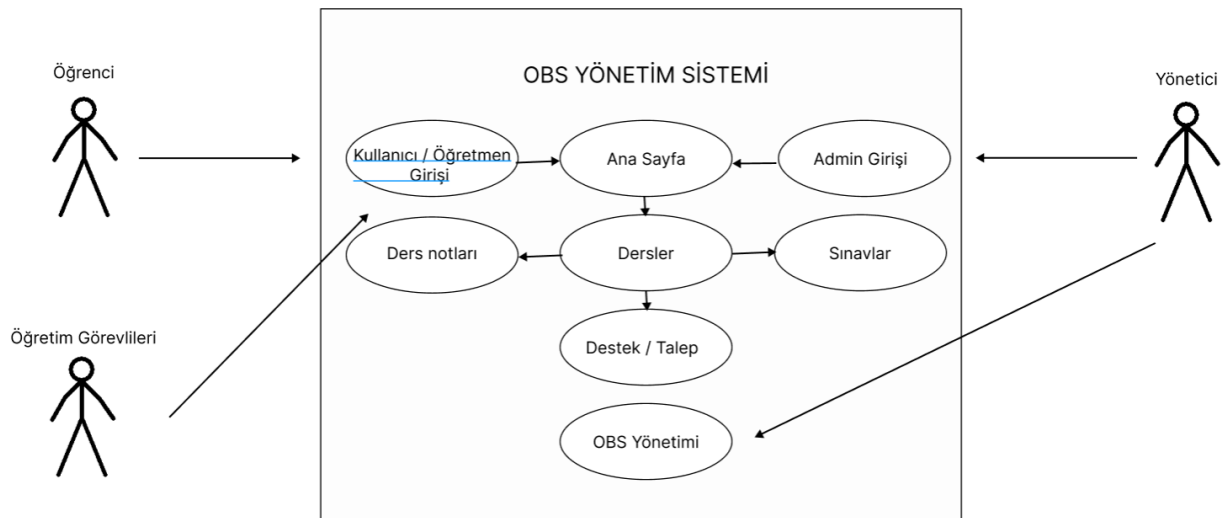 Öğrenci
OBS YÖNETİM SİSTEMİ
Yönetici
Kullanıcı / Öğretmen
Girişi
Ana Sayfa
Admin Girişi
Ders notları
Dersler
Sınavlar
Öğretim Görevlileri
Destek / Talep
OBS Yönetimi